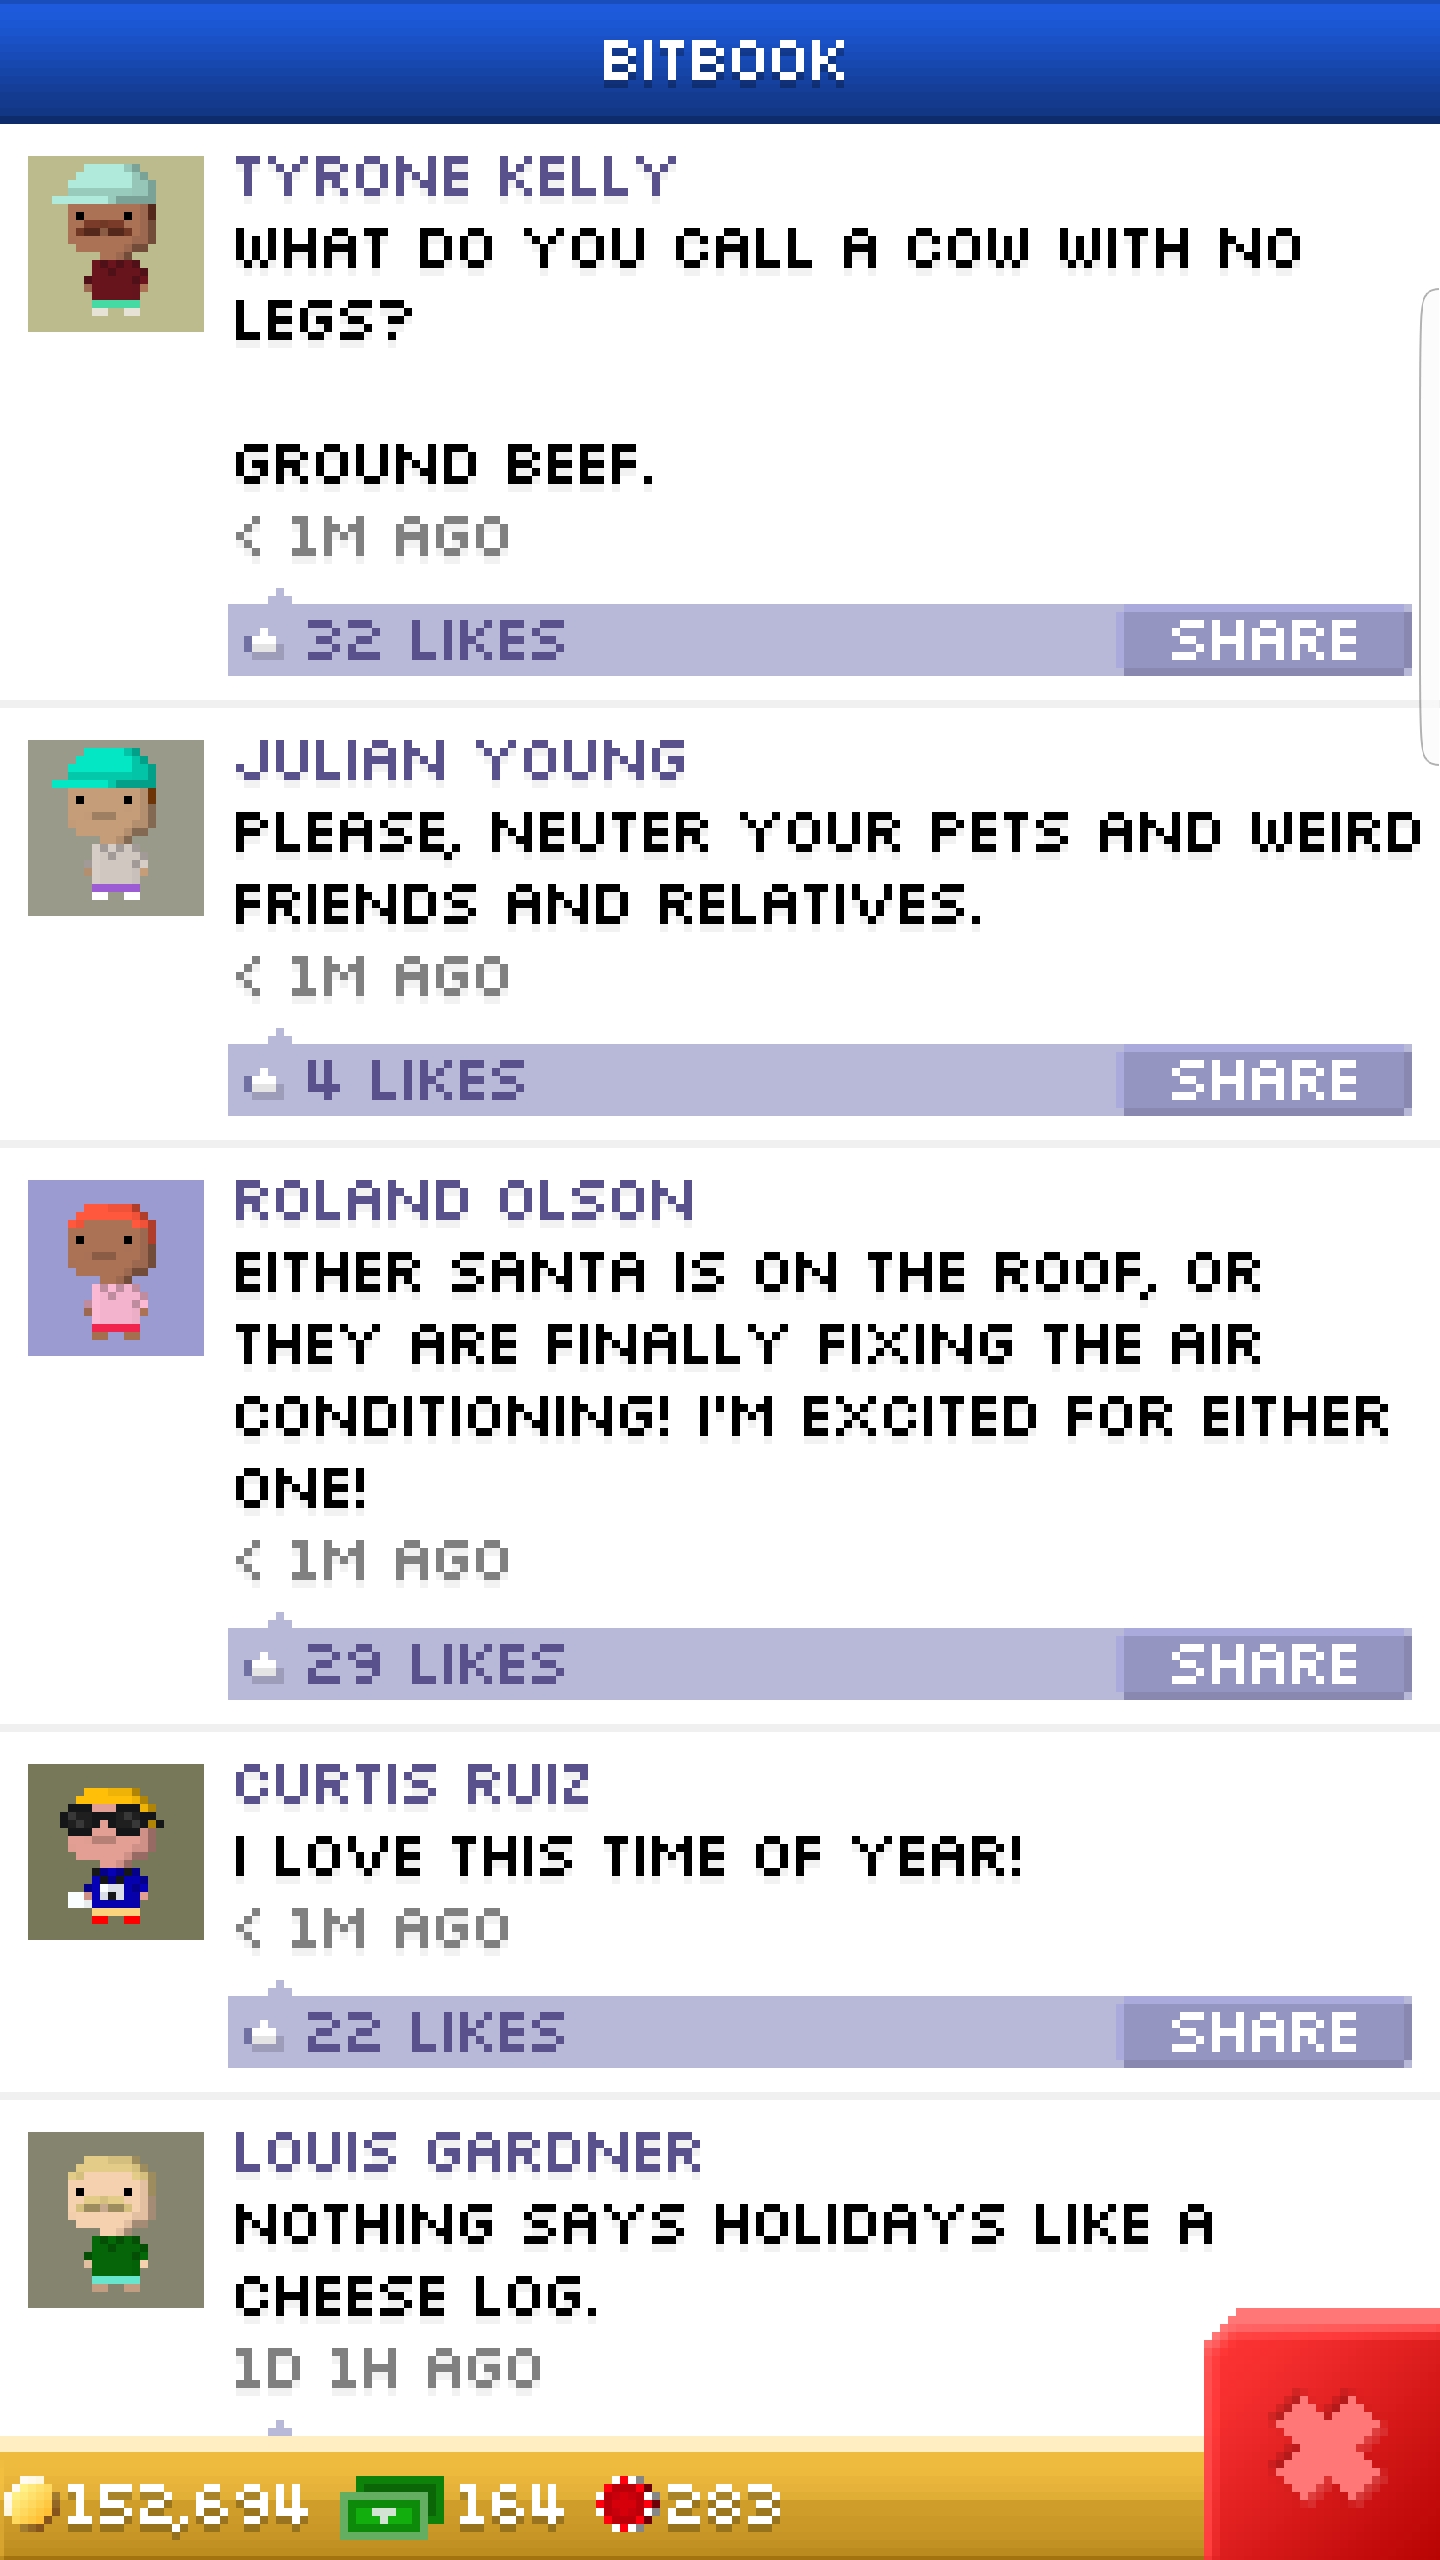 BITBOOK
TYRONE KELLY
WHAT DO YOU CALL A COW WITH NO
LEGS?
GROUND BEEF.
< 1M AGO
32 LIKES
SHARE
JULIAN YOUNG
PLEASE, NEUTER YOUR PETS AND WEIRD
FRIENDS AND RELATIVES.
< 1M AGO
4 LIKES
SHARE
ROLAND OLSON
EITHER SANTA IS ON THE ROOF, OR
THEY ARE FINALLY FIXING THE AIR
CONDITIONING! I'M EXCITED FOR EITHER
ONE!
< 1M AGO
29 LIKES
SHARE
CURTIS RUIZ
I LOVE THIS TIME OF YEAR!
< 1M AGO
22 LIKES
SHARE
LOUIS GARDNER
NOTHING SAYS HOLIDAYS LIKE A
CHEESE LOG.
1D 1H AGO
152,694 164 283